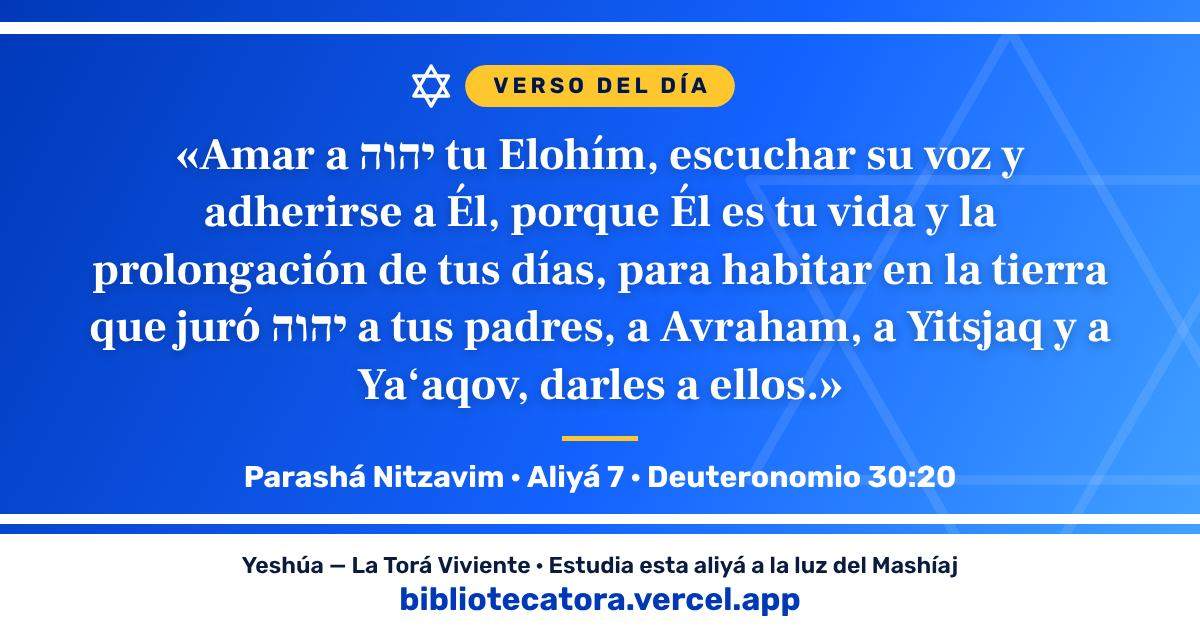 VERSO DEL DÍA
«Amar a יהוה tu Elohím, escuchar su voz y
adherirse a Él, porque Él es tu vida y la
prolongación de tus días, para habitar en la tierra
que juró יהוה a tus padres, a Avraham, a Yitsjaq y a
Ya‘aqov, darles a ellos.»
Parashá Nitzavim • Aliyá 7 • Deuteronomio 30:20
Yeshúa — La Torá Viviente • Estudia esta aliyá a la luz del Mashíaj
bibliotecatora.vercel.app